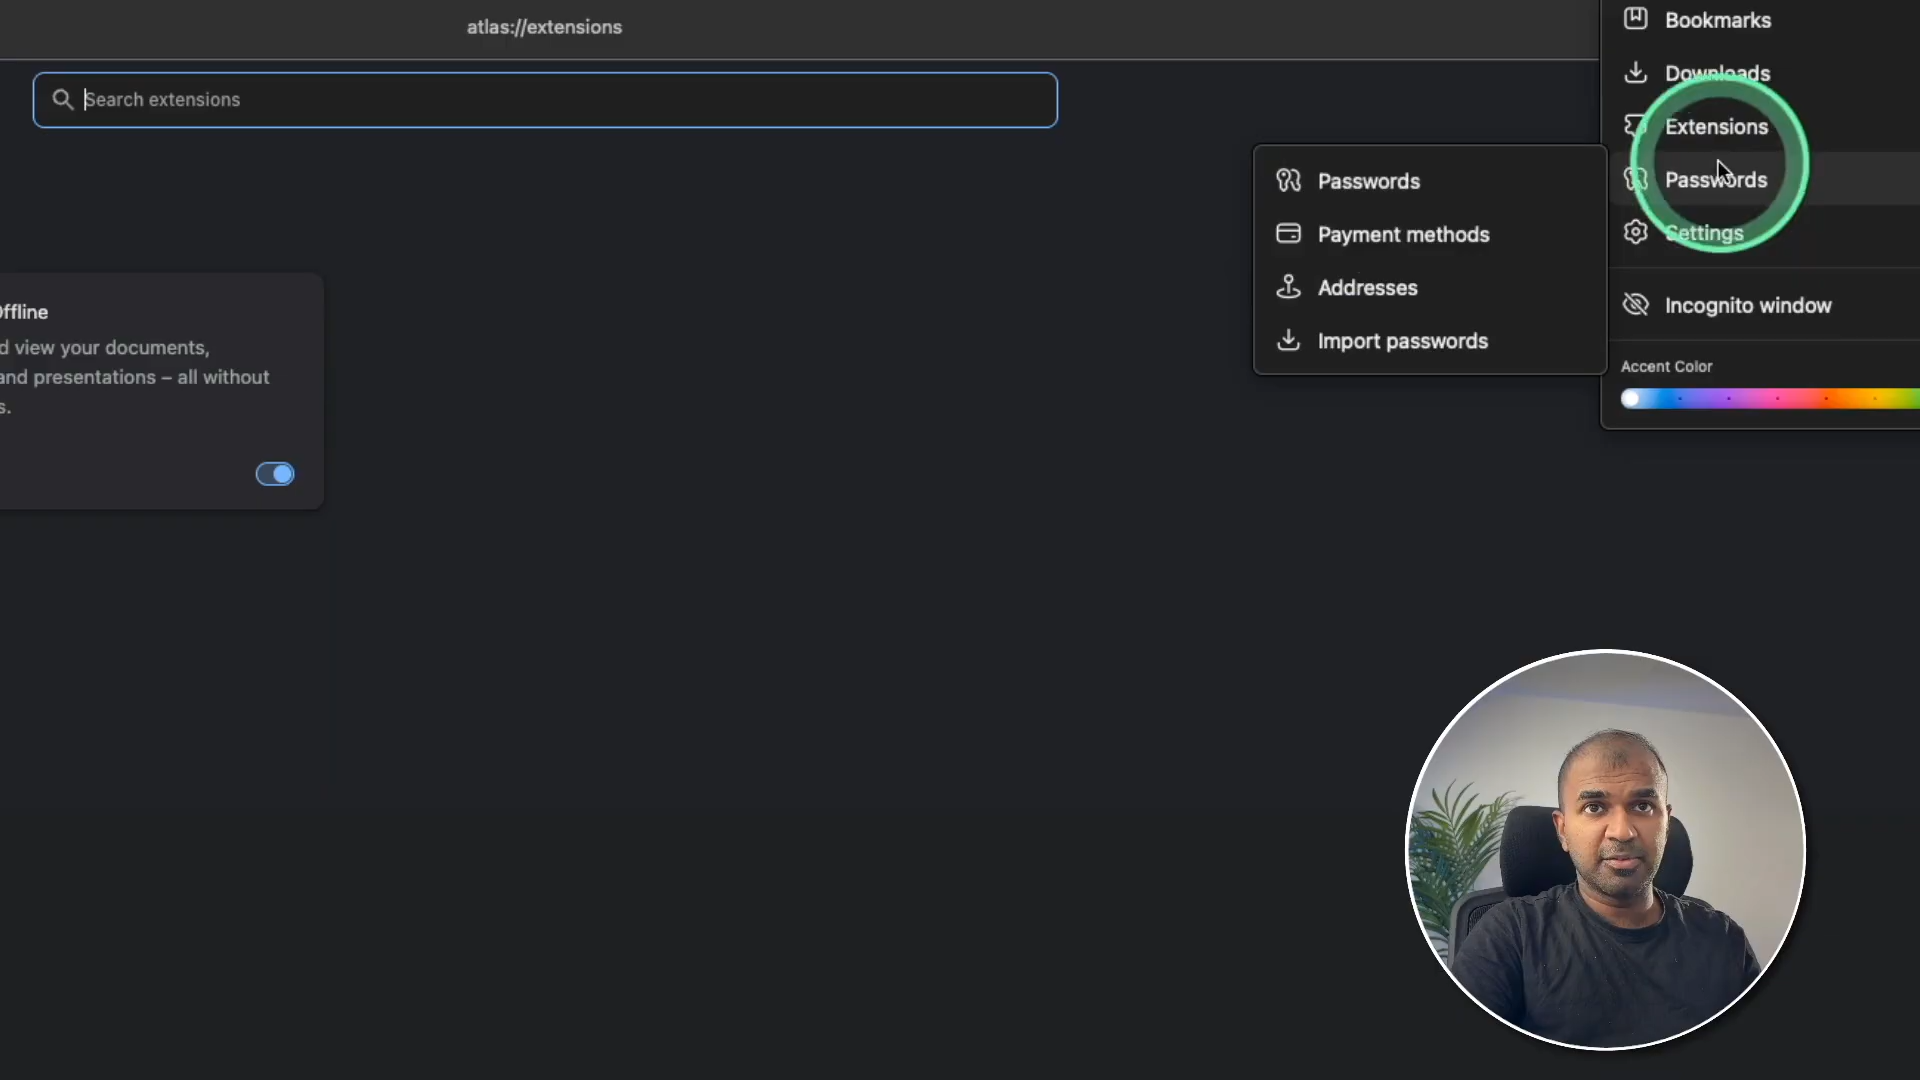 atlas://extensions
Search extensions
ffline
d view your documents,
and presentations – all without
s.
Passwords
Payment methods
Addresses
Import passwords
Bookmarks
Downloads
Extensions
Passwords
Settings
Incognito window
Accent Color